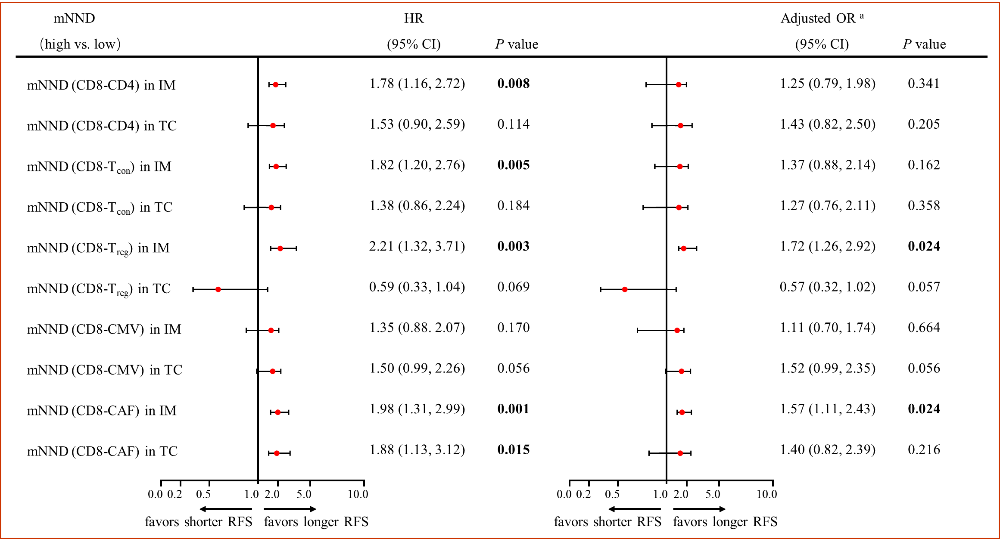 mNND HR Adjusted OR a
(high vs. low) (95% CI) P value (95% CI) P value
mNND (CD8-CD4) in IM 1.78 (1.16, 2.72) 0.008 1.25 (0.79, 1.98) 0.341
mNND (CD8-CD4) in TC 1.53 (0.90, 2.59) 0.114 1.43 (0.82, 2.50) 0.205
mNND (CD8-Tcon) in IM 1.82 (1.20, 2.76) 0.005 1.37 (0.88, 2.14) 0.162
mNND (CD8-Tcon) in TC 1.38 (0.86, 2.24) 0.184 1.27 (0.76, 2.11) 0.358
mNND (CD8-Treg) in IM 2.21 (1.32, 3.71) 0.003 1.72 (1.26, 2.92) 0.024
mNND (CD8-Treg) in TC 0.59 (0.33, 1.04) 0.069 0.57 (0.32, 1.02) 0.057
mNND (CD8-CMV) in IM 1.35 (0.88. 2.07) 0.170 1.11 (0.70, 1.74) 0.664
mNND (CD8-CMV) in TC 1.50 (0.99, 2.26) 0.056 1.52 (0.99, 2.35) 0.056
mNND (CD8-CAF) in IM 1.98 (1.31, 2.99) 0.001 1.57 (1.11, 2.43) 0.024
mNND (CD8-CAF) in TC 1.88 (1.13, 3.12) 0.015 1.40 (0.82, 2.39) 0.216
0.0 0.2 0.5 1.0 2.0 5.0 10.0 0.0 0.2 0.5 1.0 2.0 5.0 10.0
favors shorter RFS favors longer RFS favors shorter RFS favors longer RFS